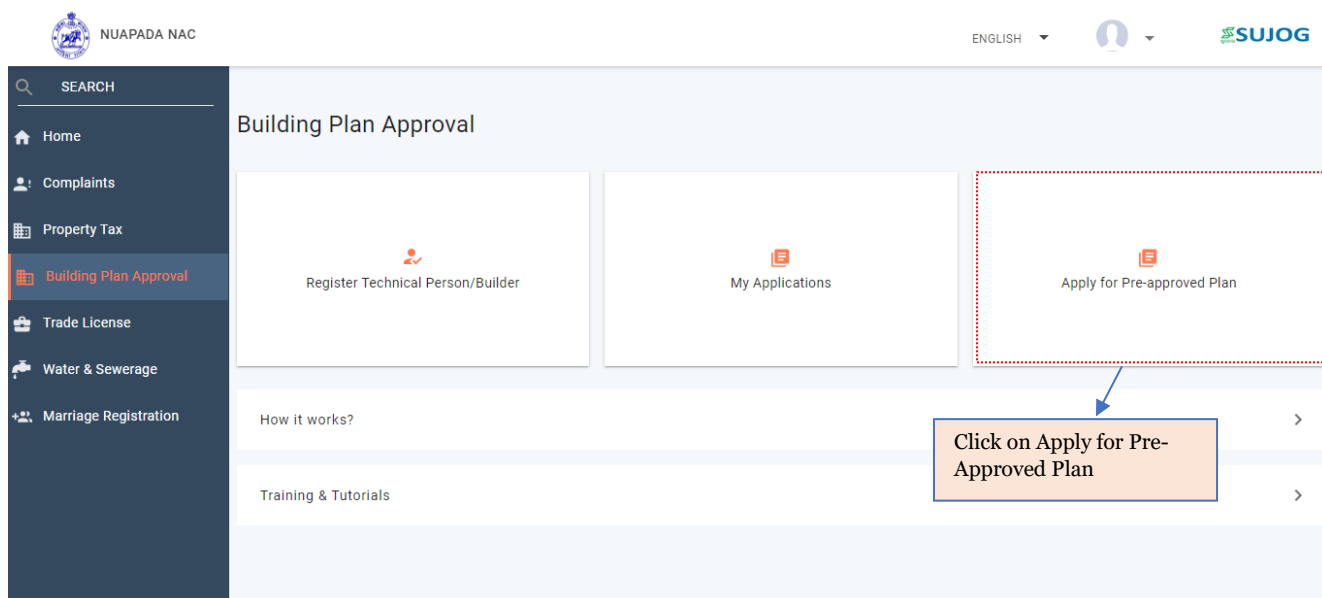 NUAPADA NAC
ENGLISH
SUJOG
SEARCH
Home
Complaints
Property Tax
Building Plan Approval
Trade License
Water & Sewerage
Marriage Registration
Building Plan Approval
Register Technical Person/Builder
My Applications
Apply for Pre-approved Plan
How it works?
Click on Apply for Pre-
Approved Plan
Training & Tutorials